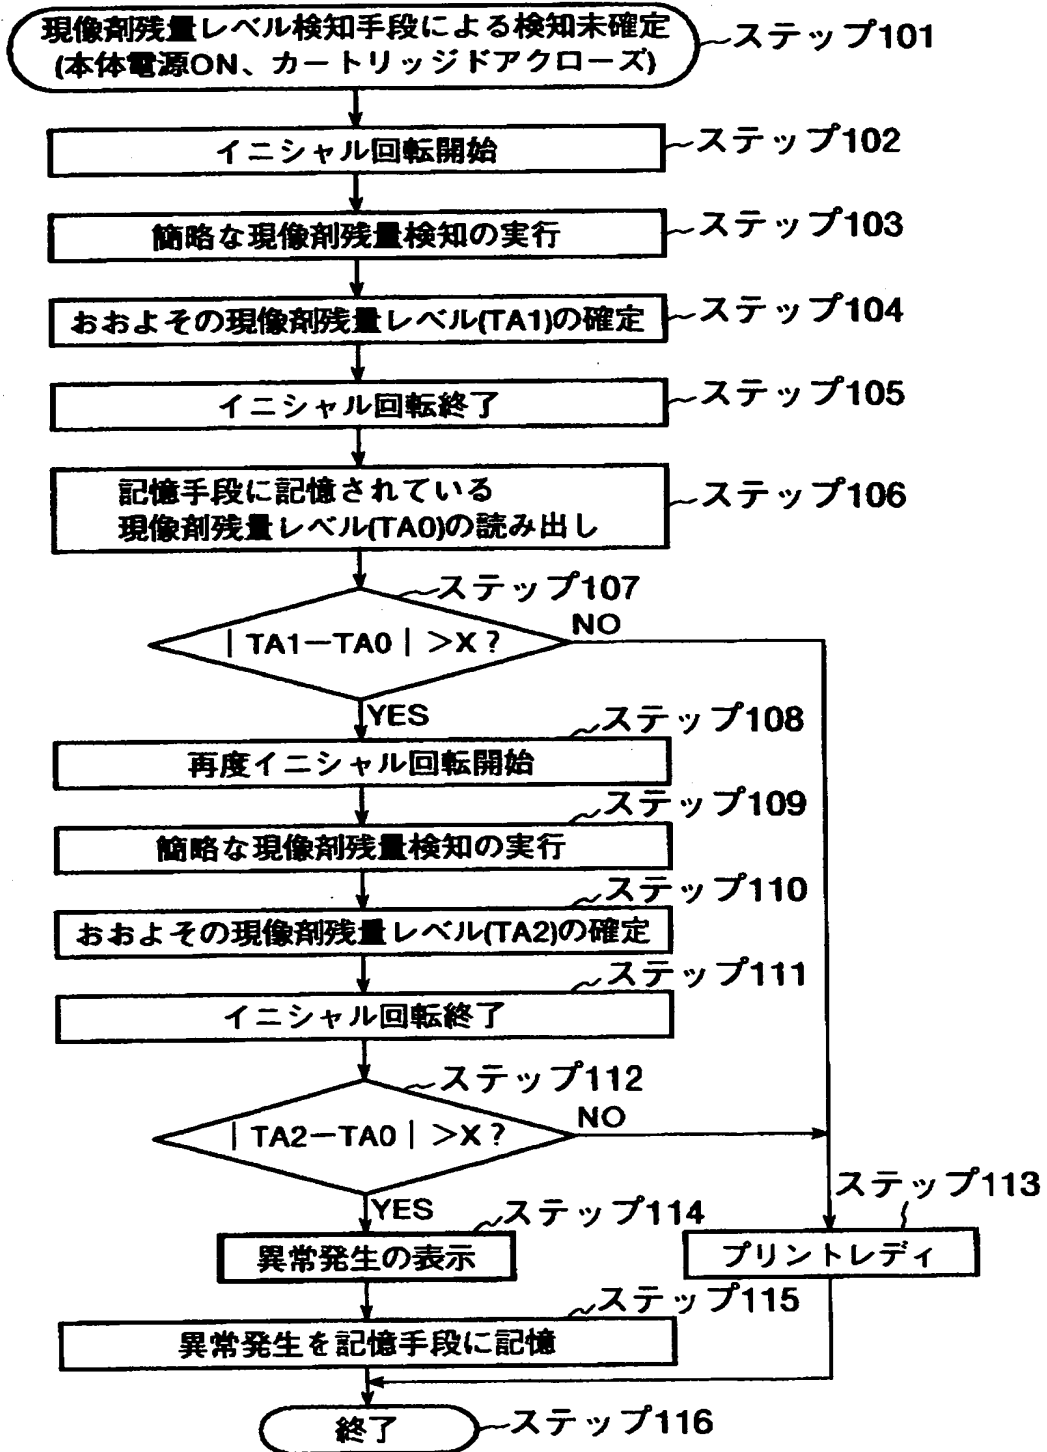 現像剤残量レベル検知手段による検知未確定
(本体電源ON、カートリッジドアクローズ)
ステップ101
イニシャル回転開始
ステップ102
簡略な現像剤残量検知の実行
ステップ103
おおよその現像剤残量レベル(TA1)の確定
ステップ104
イニシャル回転終了
ステップ105
記憶手段に記憶されている
現像剤残量レベル(TA0)の読み出し
ステップ106
ステップ107
|TA1−TA0|>X?
NO
YES
ステップ108
再度イニシャル回転開始
ステップ109
簡略な現像剤残量検知の実行
ステップ110
おおよその現像剤残量レベル(TA2)の確定
ステップ111
イニシャル回転終了
ステップ112
|TA2−TA0|>X?
NO
YES
ステップ113
プリントレディ
ステップ114
異常発生の表示
ステップ115
異常発生を記憶手段に記憶
終了
ステップ116